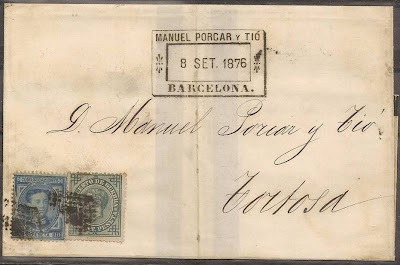 MANUEL PORCAR Y TIÓ
8 SET. 1876
BARCELONA.
D. Manuel Porcar y Tió
Tortosa